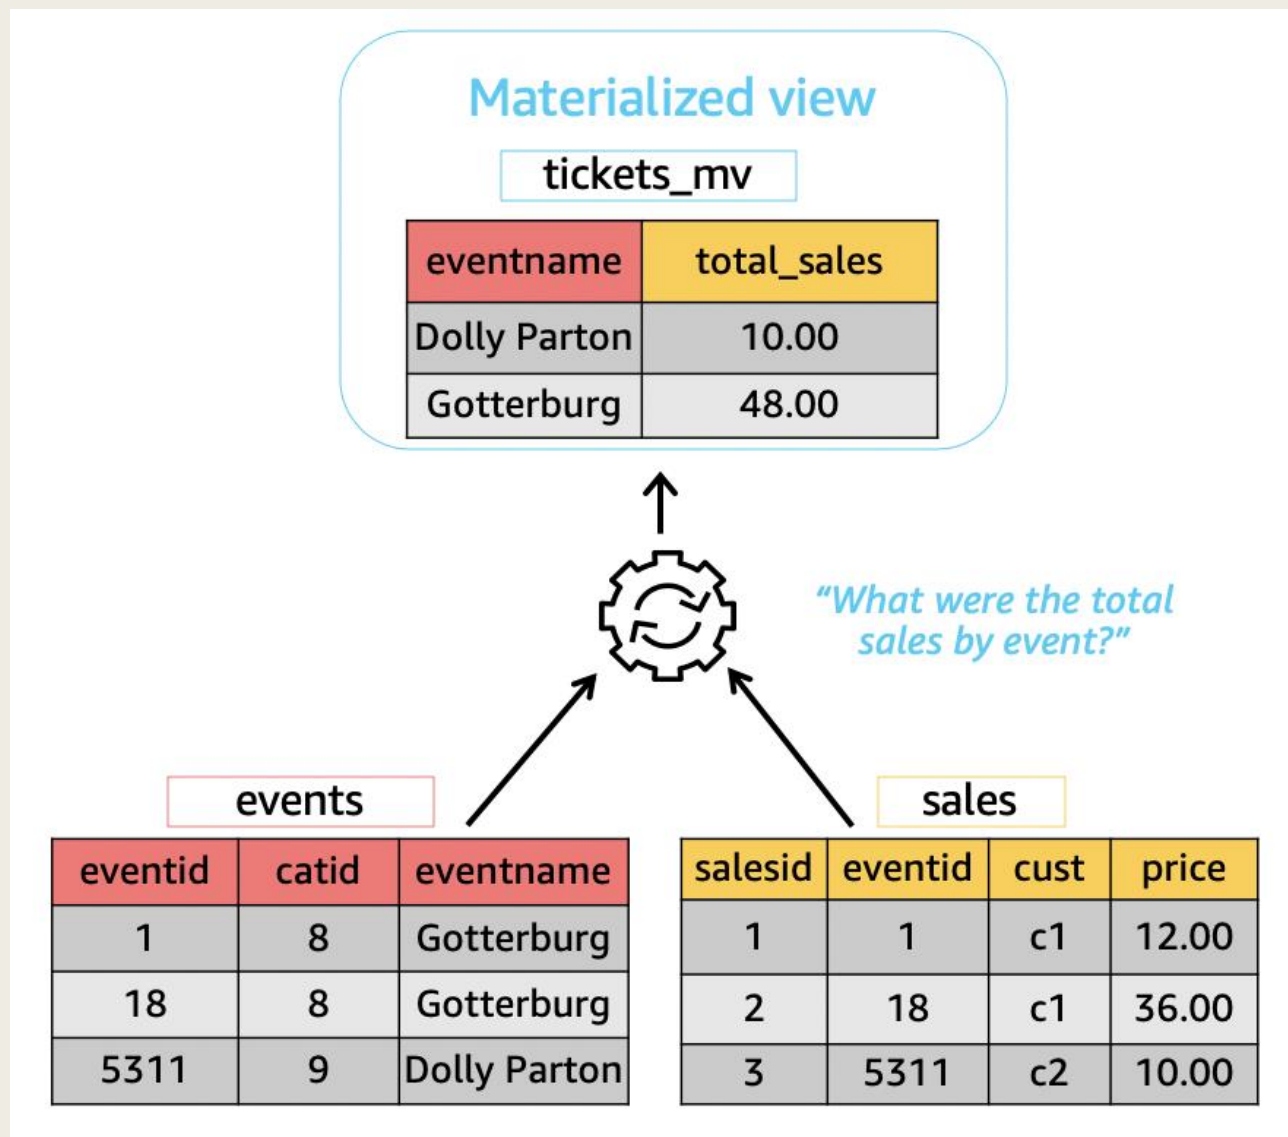 Materialized view
tickets_mv
eventname total_sales
Dolly Parton 10.00
Gotterburg 48.00
“What were the total
sales by event?”
events
eventid catid eventname
1 8 Gotterburg
18 8 Gotterburg
5311 9 Dolly Parton
sales
salesid eventid cust price
1 1 c1 12.00
2 18 c1 36.00
3 5311 c2 10.00